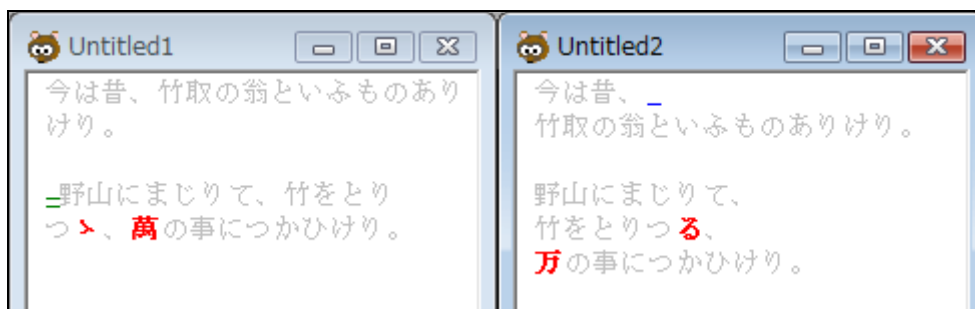 Untitled1
今は昔、竹取の翁といふものあり
けり。
_野山にまじりて、竹をとり
つゝ、萬の事につかひけり。
Untitled2
今は昔、_
竹取の翁といふものありけり。
野山にまじりて、
竹をとりつる、
万の事につかひけり。